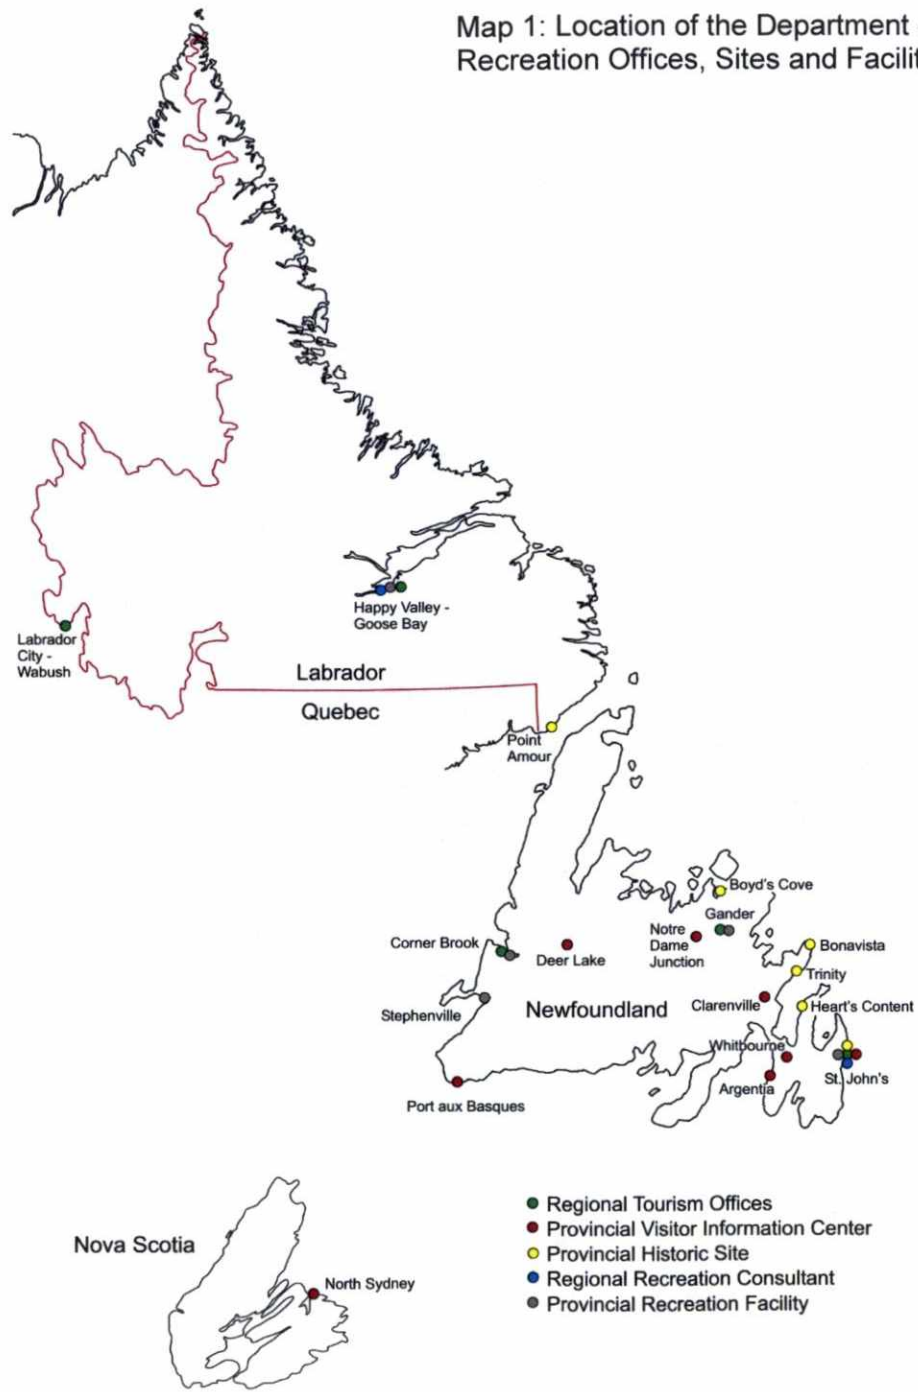 Map 1: Location of the Department
Recreation Offices, Sites and Facilit
Happy Valley -
Goose Bay
Labrador
City -
Wabush
Labrador
Quebec
Point
Amour
Boyd's Cove
Gander
Notre
Dame
Junction
Corner Brook
Deer Lake
Bonavista
Trinity
Stephenville
Newfoundland
Clarenville
Heart's Content
Whitbourne
Argentia
St. John's
Port aux Basques
Nova Scotia
North Sydney
Regional Tourism Offices
Provincial Visitor Information Center
Provincial Historic Site
Regional Recreation Consultant
Provincial Recreation Facility